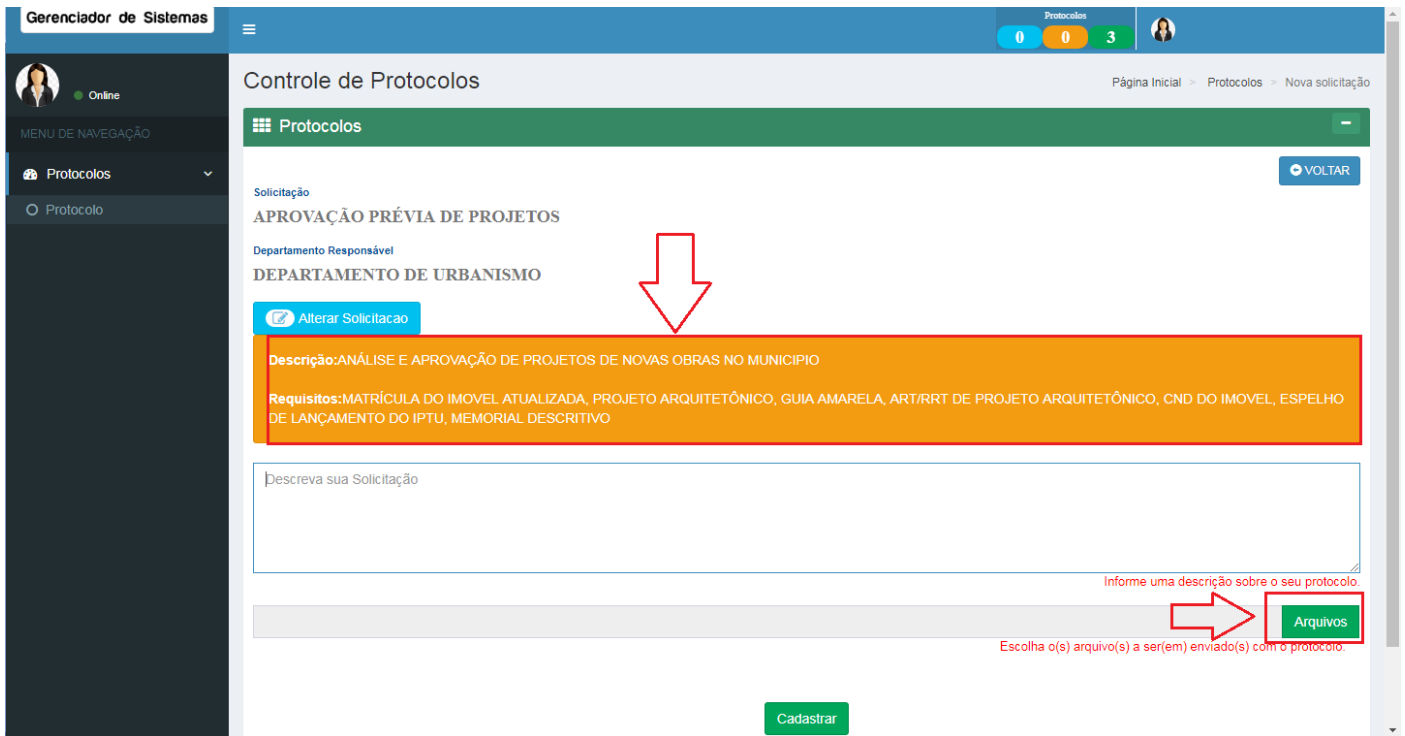 Gerenciador de Sistemas
Protocolos
0 0 3
Online
Controle de Protocolos
Página Inicial > Protocolos > Nova solicitação
MENU DE NAVEGAÇÃO
Protocolos
Protocolo
Protocolos
VOLTAR
Solicitação
APROVAÇÃO PRÉVIA DE PROJETOS
Departamento Responsável
DEPARTAMENTO DE URBANISMO
Alterar Solicitacao
Descrição:ANÁLISE E APROVAÇÃO DE PROJETOS DE NOVAS OBRAS NO MUNICIPIO
Requisitos:MATRÍCULA DO IMOVEL ATUALIZADA, PROJETO ARQUITETÔNICO, GUIA AMARELA, ART/RRT DE PROJETO ARQUITETÔNICO, CND DO IMOVEL, ESPELHO
DE LANÇAMENTO DO IPTU, MEMORIAL DESCRITIVO
Descreva sua Solicitação
Informe uma descrição sobre o seu protocolo.
Arquivos
Escolha o(s) arquivo(s) a ser(em) enviado(s) com o protocolo.
Cadastrar